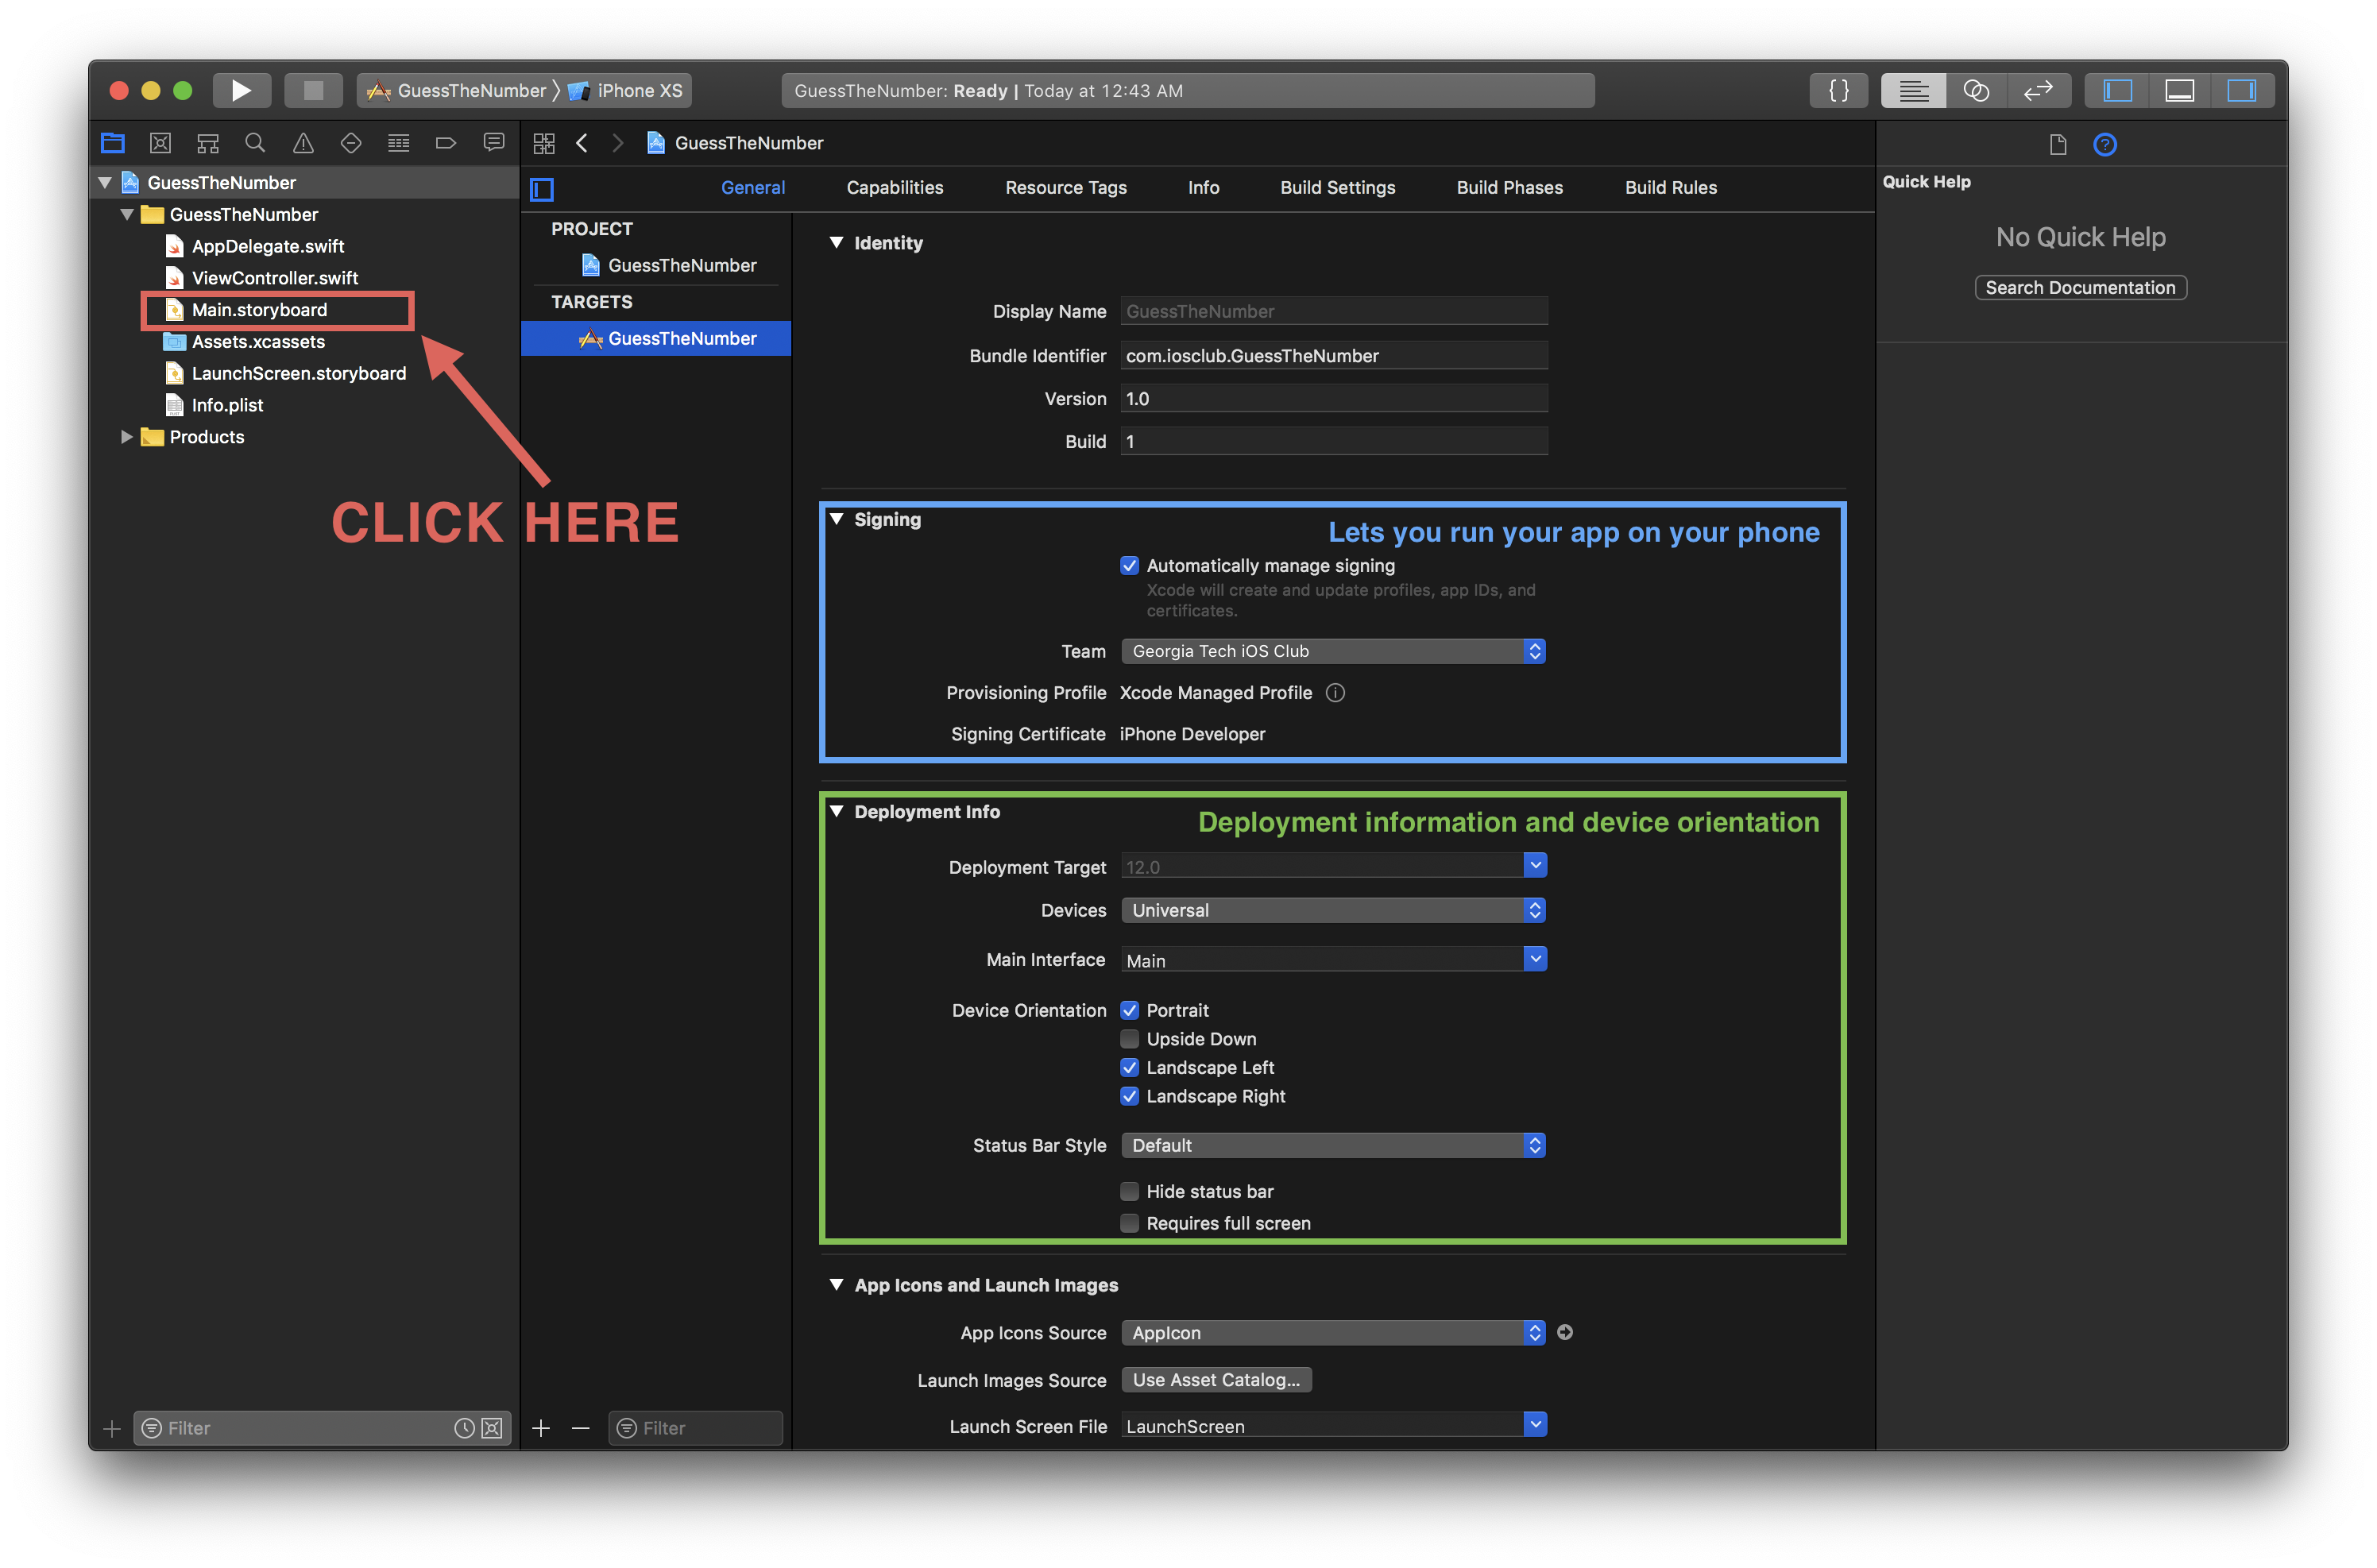 GuessTheNumber iPhone XS
GuessTheNumber: Ready | Today at 12:43 AM
{ }
GuessTheNumber
GuessTheNumber
AppDelegate.swift
ViewController.swift
Main.storyboard
Assets.xcassets
LaunchScreen.storyboard
Info.plist
Products
CLICK HERE
Filter
GuessTheNumber
General Capabilities Resource Tags Info Build Settings Build Phases Build Rules
PROJECT
GuessTheNumber
TARGETS
GuessTheNumber
Filter
Identity
Display Name GuessTheNumber
Bundle Identifier com.iosclub.GuessTheNumber
Version 1.0
Build 1
Signing
Lets you run your app on your phone
Automatically manage signing
Xcode will create and update profiles, app IDs, and
certificates.
Team Georgia Tech iOS Club
Provisioning Profile Xcode Managed Profile
Signing Certificate iPhone Developer
Deployment Info
Deployment information and device orientation
Deployment Target 12.0
Devices Universal
Main Interface Main
Device Orientation Portrait
Upside Down
Landscape Left
Landscape Right
Status Bar Style Default
Hide status bar
Requires full screen
App Icons and Launch Images
App Icons Source AppIcon
Launch Images Source Use Asset Catalog...
Launch Screen File LaunchScreen
Quick Help
No Quick Help
Search Documentation